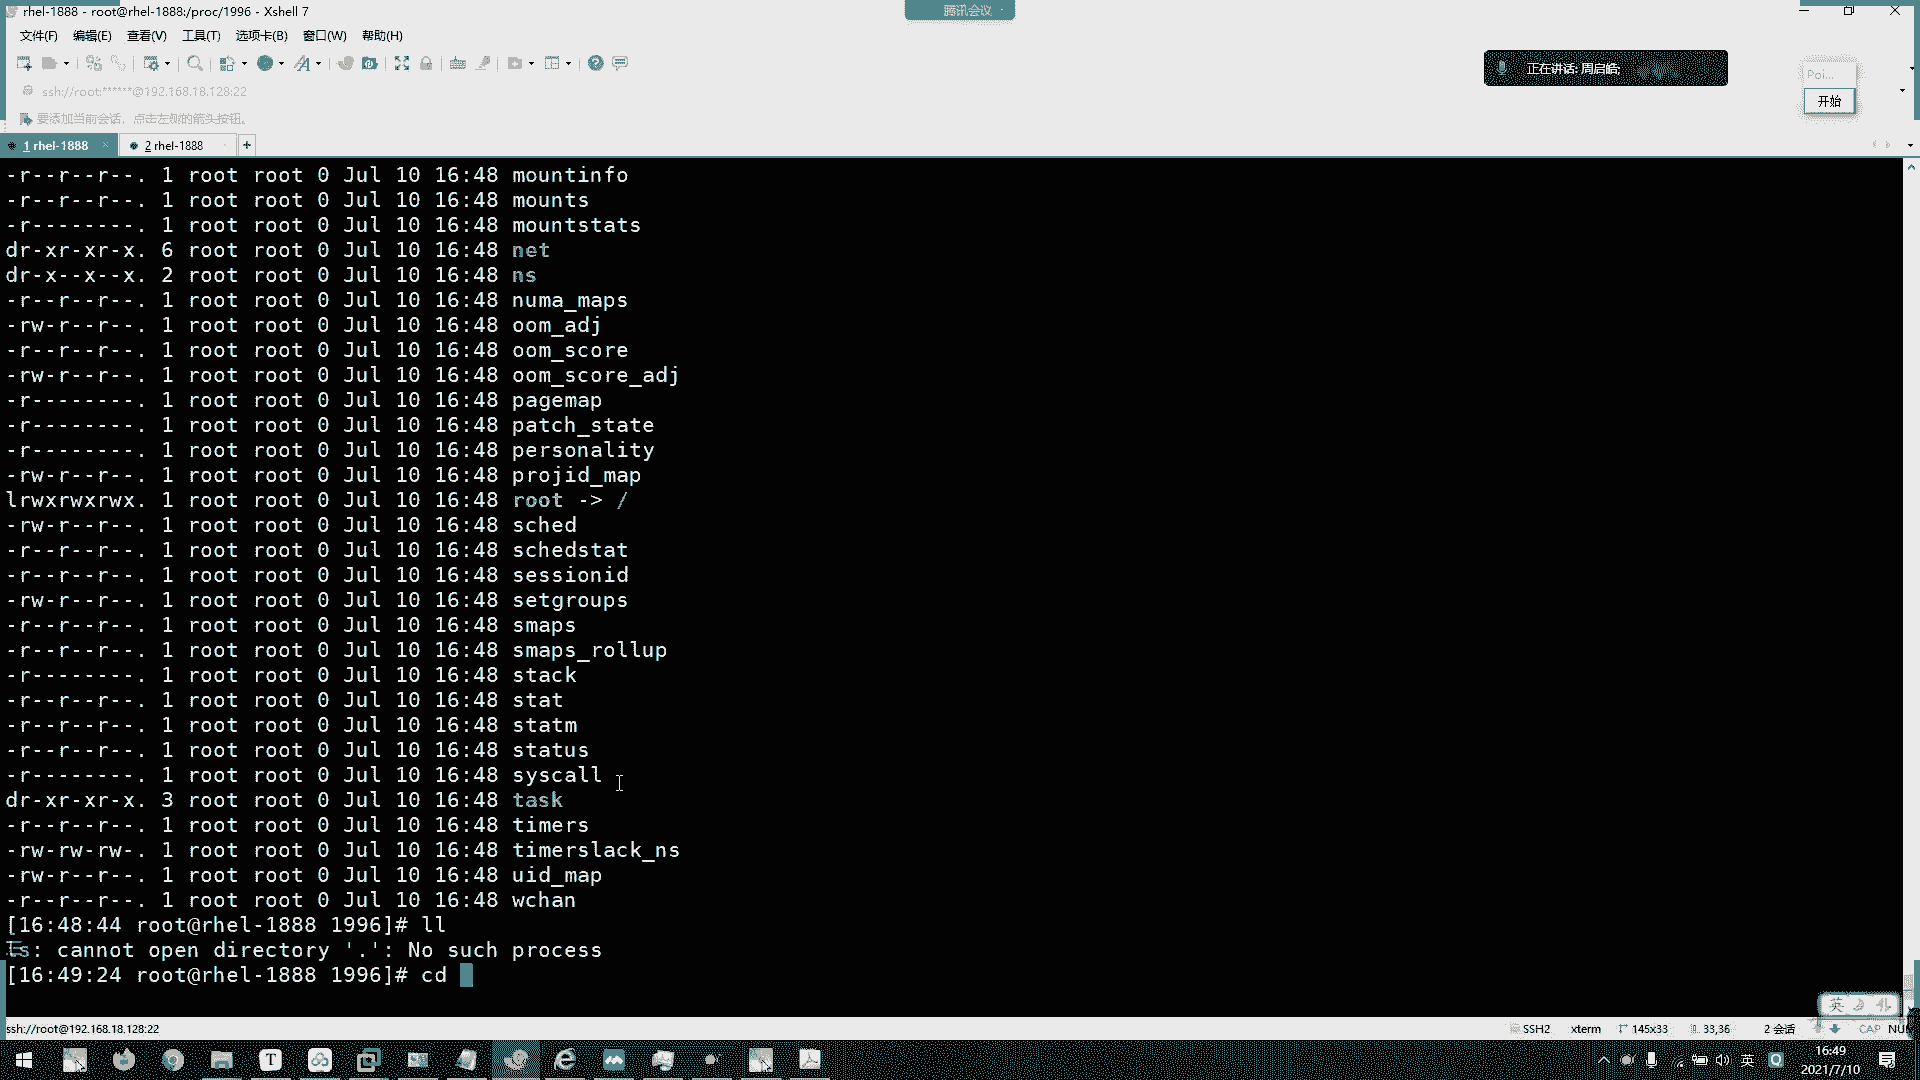 rhel-1888 - root@rhel-1888:/proc/1996 - Xshell 7
腾讯会议
文件(F) 编辑(E) 查看(V) 工具(T) 选项卡(B) 窗口(W) 帮助(H)
正在讲话: 周启皓;
Poi...
开始
ssh://root:******@192.168.18.128:22
要添加当前会话，点击左侧的箭头按钮。
1 rhel-1888
2 rhel-1888
-r--r--r--. 1 root root 0 Jul 10 16:48 mountinfo
-r--r--r--. 1 root root 0 Jul 10 16:48 mounts
-r--------. 1 root root 0 Jul 10 16:48 mountstats
dr-xr-xr-x. 6 root root 0 Jul 10 16:48 net
dr-x--x--x. 2 root root 0 Jul 10 16:48 ns
-r--r--r--. 1 root root 0 Jul 10 16:48 numa_maps
-rw-r--r--. 1 root root 0 Jul 10 16:48 oom_adj
-r--r--r--. 1 root root 0 Jul 10 16:48 oom_score
-rw-r--r--. 1 root root 0 Jul 10 16:48 oom_score_adj
-r--------. 1 root root 0 Jul 10 16:48 pagemap
-r--------. 1 root root 0 Jul 10 16:48 patch_state
-r--------. 1 root root 0 Jul 10 16:48 personality
-rw-r--r--. 1 root root 0 Jul 10 16:48 projid_map
lrwxrwxrwx. 1 root root 0 Jul 10 16:48 root -> /
-rw-r--r--. 1 root root 0 Jul 10 16:48 sched
-r--r--r--. 1 root root 0 Jul 10 16:48 schedstat
-r--r--r--. 1 root root 0 Jul 10 16:48 sessionid
-rw-r--r--. 1 root root 0 Jul 10 16:48 setgroups
-r--r--r--. 1 root root 0 Jul 10 16:48 smaps
-r--r--r--. 1 root root 0 Jul 10 16:48 smaps_rollup
-r--------. 1 root root 0 Jul 10 16:48 stack
-r--r--r--. 1 root root 0 Jul 10 16:48 stat
-r--r--r--. 1 root root 0 Jul 10 16:48 statm
-r--r--r--. 1 root root 0 Jul 10 16:48 status
-r--------. 1 root root 0 Jul 10 16:48 syscall
dr-xr-xr-x. 3 root root 0 Jul 10 16:48 task
-r--r--r--. 1 root root 0 Jul 10 16:48 timers
-rw-rw-rw-. 1 root root 0 Jul 10 16:48 timerslack_ns
-rw-r--r--. 1 root root 0 Jul 10 16:48 uid_map
-r--r--r--. 1 root root 0 Jul 10 16:48 wchan
[16:48:44 root@rhel-1888 1996]# ll
ls: cannot open directory '.': No such process
[16:49:24 root@rhel-1888 1996]# cd
英
ssh://root@192.168.18.128:22
SSH2 xterm 145x33 33,36 2 会话 CAP NUM
英
16:49
2021/7/10